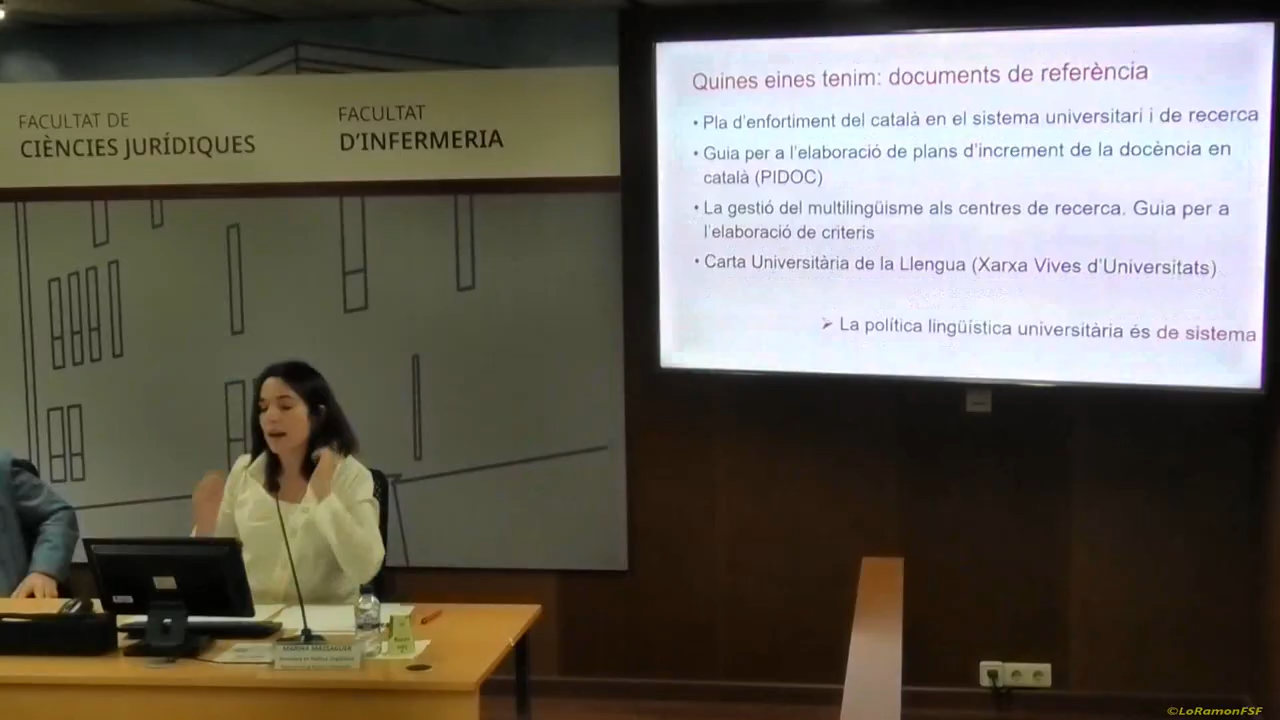 FACULTAT DE
CIÈNCIES JURÍDIQUES
FACULTAT
D'INFERMERIA
Quines eines tenim: documents de referència
• Pla d'enfortiment del català en el sistema universitari i de recerca
• Guia per a l'elaboració de plans d'increment de la docència en
català (PIDOC)
• La gestió del multilingüisme als centres de recerca. Guia per a
l'elaboració de criteris
• Carta Universitària de la Llengua (Xarxa Vives d'Universitats)
➢ La política lingüística universitària és de sistema
MARINA MASSAGUER
©LoRamonFSF